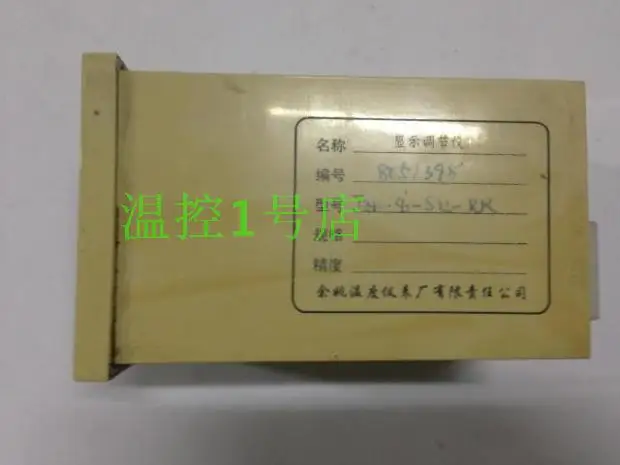 名称 显示调节仪
编号
型号
温控1号店
规格
精度
余姚温度仪表厂有限责任公司